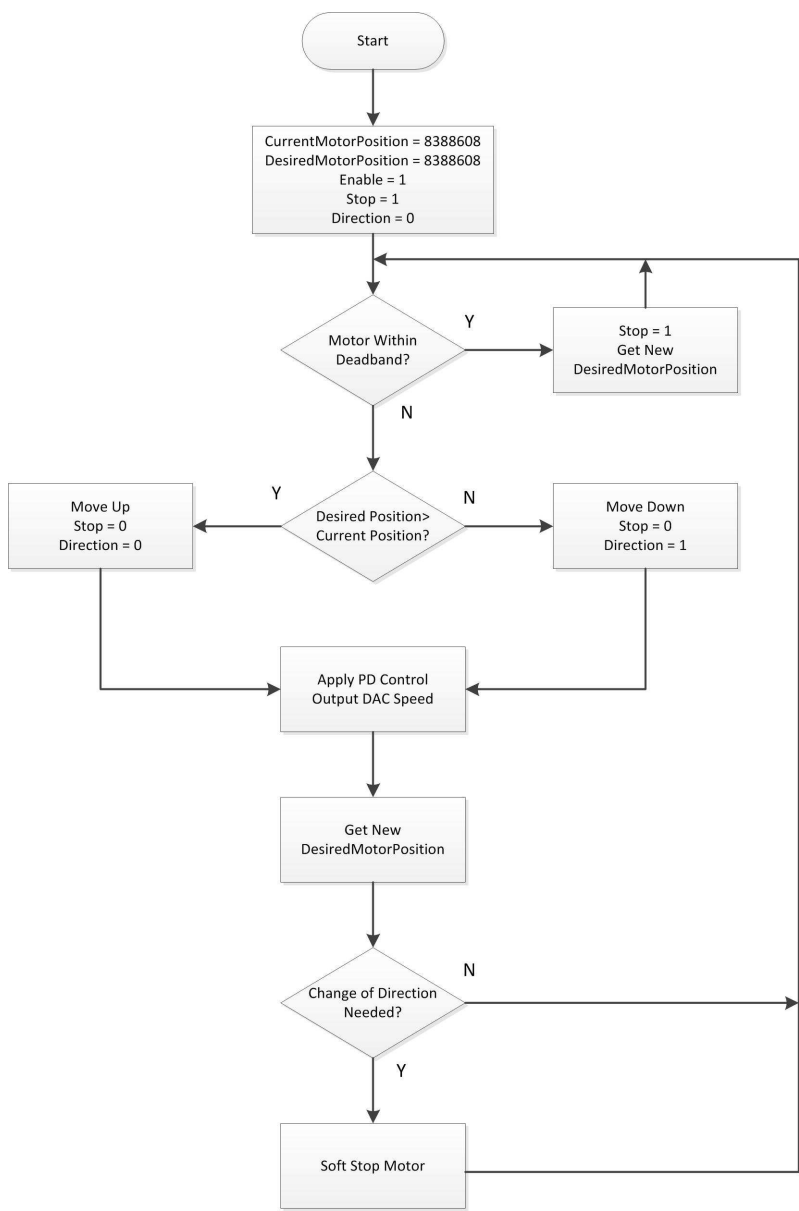 Start
CurrentMotorPosition = 8388608
DesiredMotorPosition = 8388608
Enable = 1
Stop = 1
Direction = 0
Motor Within
Deadband?
Y
Stop = 1
Get New
DesiredMotorPosition
N
Move Up
Stop = 0
Direction = 0
Y
Desired Position>
Current Position?
N
Move Down
Stop = 0
Direction = 1
Apply PD Control
Output DAC Speed
Get New
DesiredMotorPosition
Change of Direction
Needed?
N
Y
Soft Stop Motor